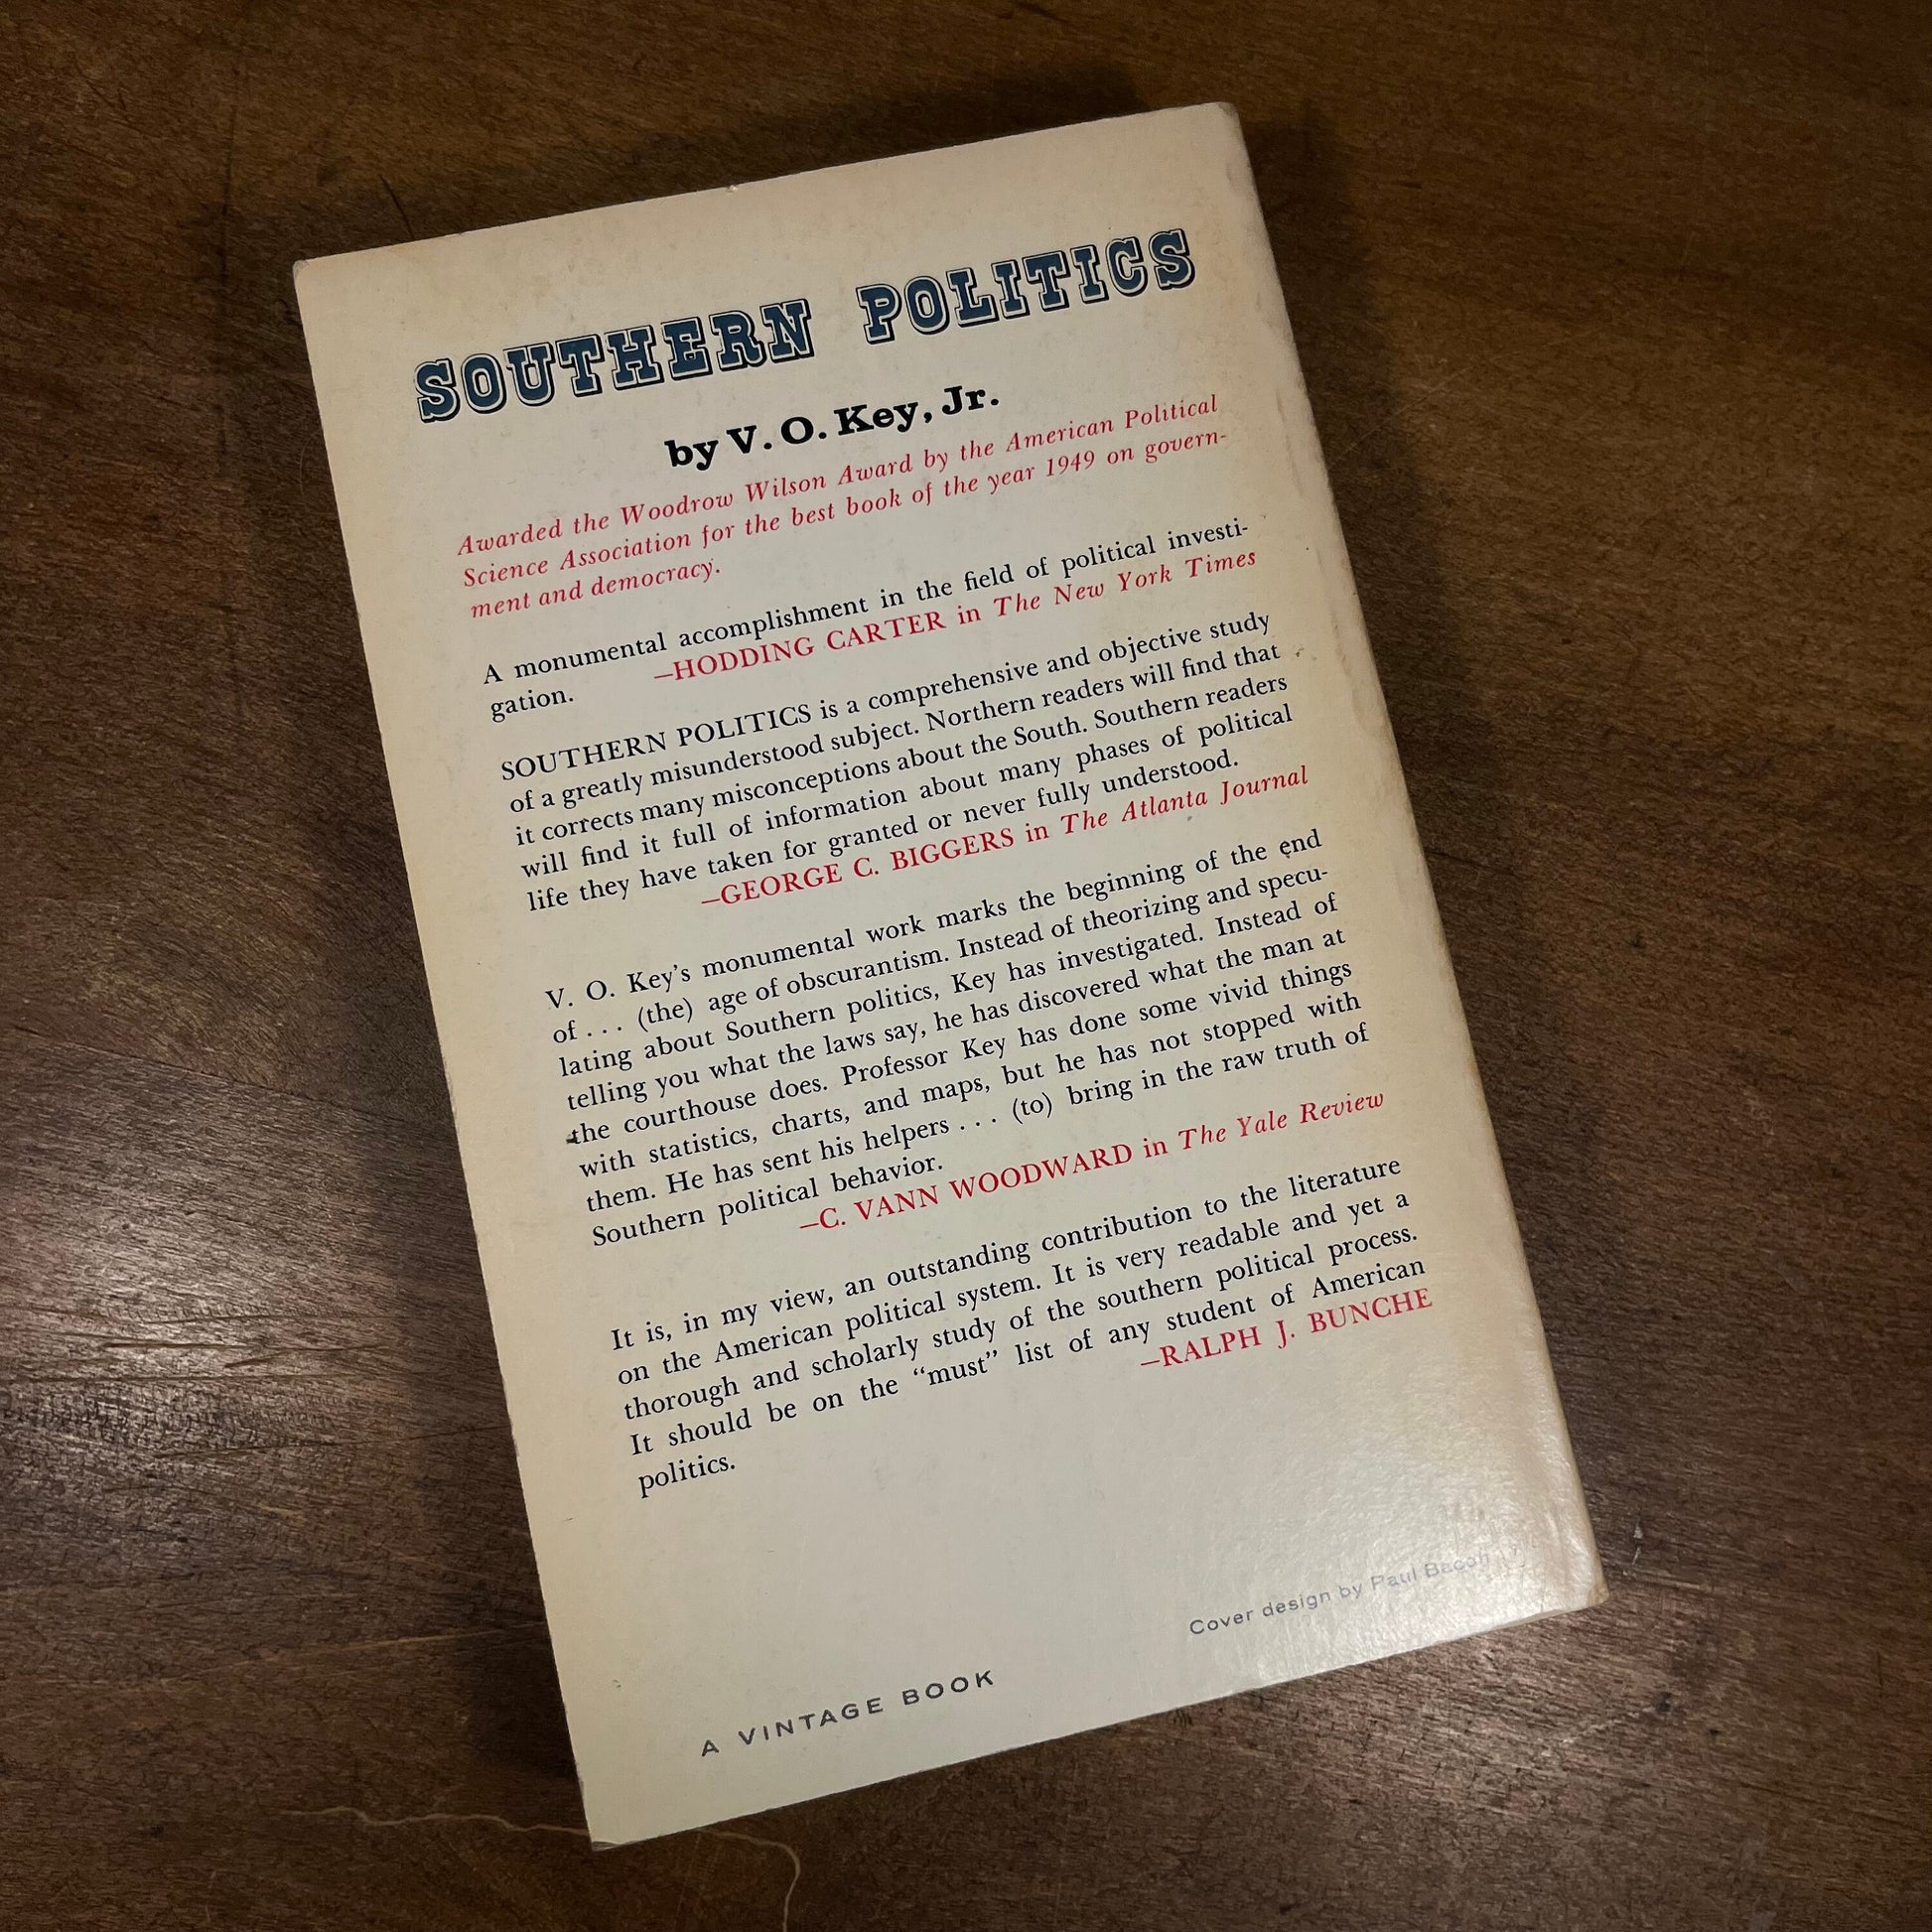 SOUTHERN POLITICS
by V. O. Key, Jr.
Awarded the Woodrow Wilson Award by the American Political
Science Association for the best book of the year 1949 on govern-
ment and democracy.
A monumental accomplishment in the field of political investi-
gation. —HODDING CARTER in The New York Times
SOUTHERN POLITICS is a comprehensive and objective study
of a greatly misunderstood subject. Northern readers will find that
it corrects many misconceptions about the South. Southern readers
will find it full of information about many phases of political
life they have taken for granted or never fully understood.
—GEORGE C. BIGGERS in The Atlanta Journal
V. O. Key's monumental work marks the beginning of the end
of . . . (the) age of obscurantism. Instead of theorizing and specu-
lating about Southern politics, Key has investigated. Instead of
telling you what the laws say, he has discovered what the man at
the courthouse does. Professor Key has done some vivid things
with statistics, charts, and maps, but he has not stopped with
them. He has sent his helpers . . . (to) bring in the raw truth of
Southern political behavior.
—C. VANN WOODWARD in The Yale Review
It is, in my view, an outstanding contribution to the literature
on the American political system. It is very readable and yet a
thorough and scholarly study of the southern political process.
It should be on the “must” list of any student of American
politics. —RALPH J. BUNCHE
Cover design by Paul Bacon
A VINTAGE BOOK